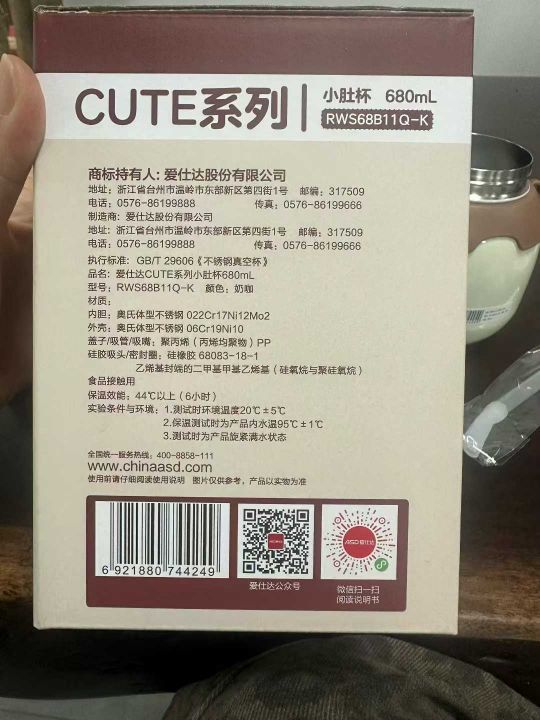 CUTE系列
小肚杯 680mL
RWS68B11Q-K
商标持有人: 爱仕达股份有限公司
地址: 浙江省台州市温岭市东部新区第四街1号 邮编: 317509
电话: 0576-86199888 传真: 0576-86199666
制造商: 爱仕达股份有限公司
地址: 浙江省台州市温岭市东部新区第四街1号 邮编: 317509
电话: 0576-86199888 传真: 0576-86199666
执行标准: GB/T 29606《不锈钢真空杯》
品名: 爱仕达CUTE系列小肚杯680mL
型号: RWS68B11Q-K 颜色: 奶咖
材质:
内胆: 奥氏体型不锈钢 022Cr17Ni12Mo2
外壳: 奥氏体型不锈钢 06Cr19Ni10
盖子/吸管/吸嘴: 聚丙烯（丙烯均聚物）PP
硅胶吸头/密封圈: 硅橡胶 68083-18-1
乙烯基封端的二甲基甲基乙烯基（硅氧烷与聚硅氧烷）
食品接触用
保温效能: 44℃以上 (6小时)
实验条件与环境: 1.测试时环境温度20℃±5℃
2.保温测试时为产品内水温95℃±1℃
3.测试时为产品旋紧满水状态
全国统一服务热线: 400-8858-111
www.chinaasd.com
使用前请仔细阅读使用说明 图片仅供参考，产品以实物为准
6 921880 744249
ASD爱仕达
爱仕达公众号
微信扫一扫
阅读说明书